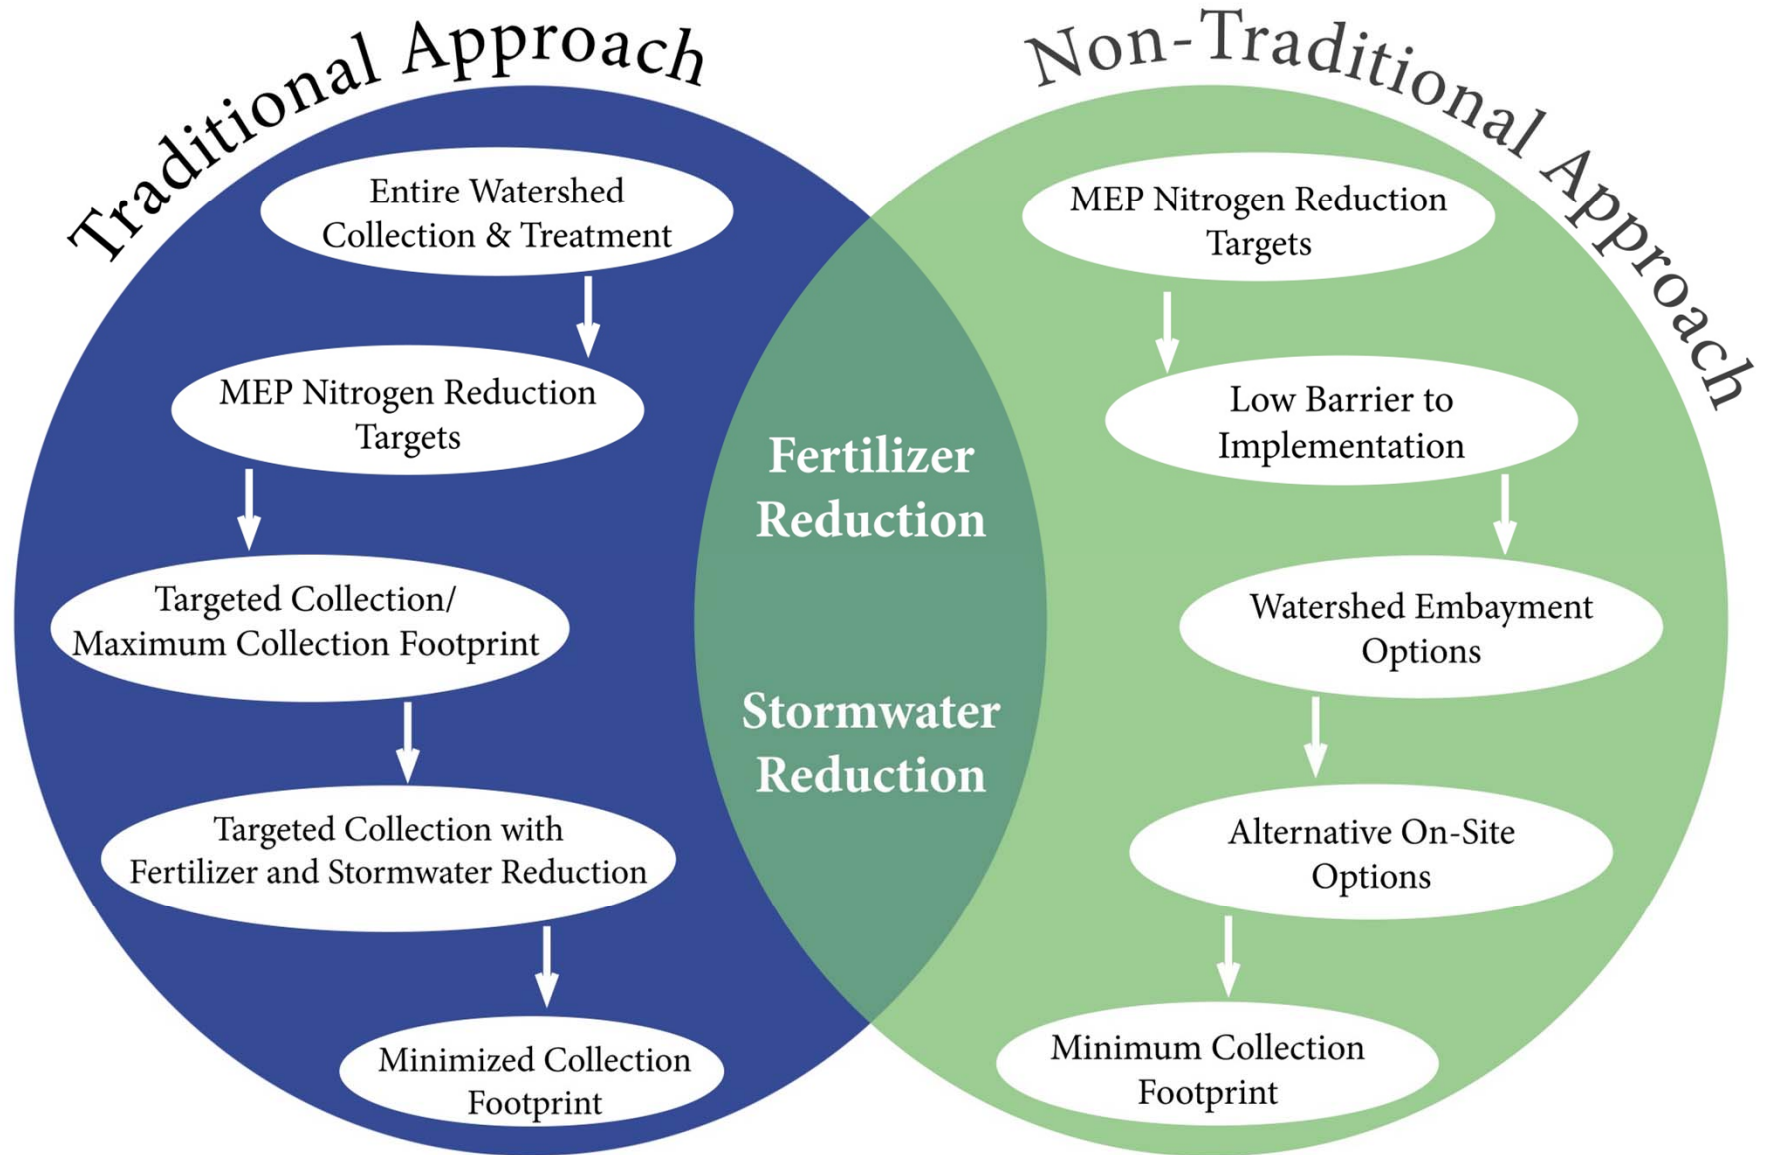 Traditional Approach
Entire Watershed
Collection & Treatment
MEP Nitrogen Reduction
Targets
Targeted Collection/
Maximum Collection Footprint
Targeted Collection with
Fertilizer and Stormwater Reduction
Minimized Collection
Footprint
Fertilizer
Reduction
Stormwater
Reduction
Non-Traditional Approach
MEP Nitrogen Reduction
Targets
Low Barrier to
Implementation
Watershed Embayment
Options
Alternative On-Site
Options
Minimum Collection
Footprint